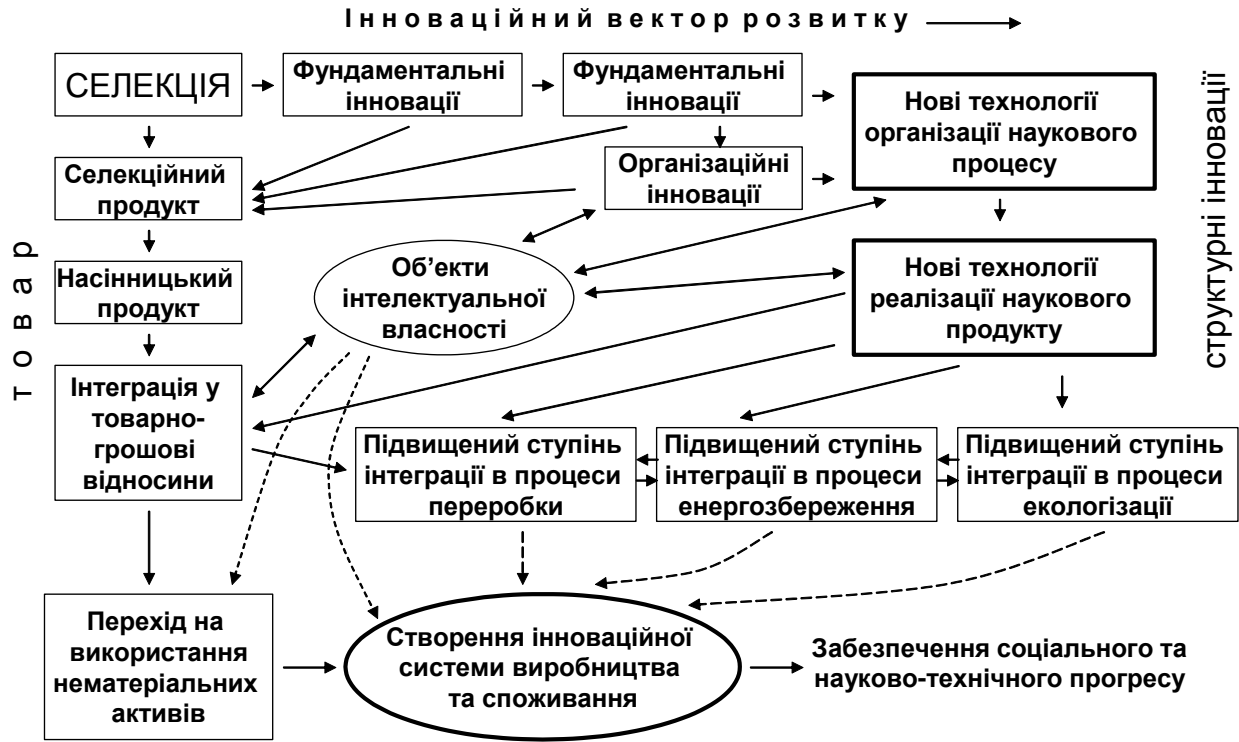 Інноваційний вектор розвитку
СЕЛЕКЦІЯ
Фундаментальні
інновації
Фундаментальні
інновації
Нові технології
організації наукового
процесу
структурні інновації
Селекційний
продукт
Організаційні
інновації
товар
Насінницький
продукт
Об’екти
інтелектуальної
власності
Нові технології
реалізації наукового
продукту
Інтеграція у
товарно-
грошові
відносини
Підвищений ступінь
інтеграції в процеси
переробки
Підвищений ступінь
інтеграції в процеси
енергозбереження
Підвищений ступінь
інтеграції в процеси
екологізації
Перехід на
використання
нематеріальних
активів
Створення інноваційної
системи виробництва
та споживання
Забезпечення соціального та
науково-технічного прогресу